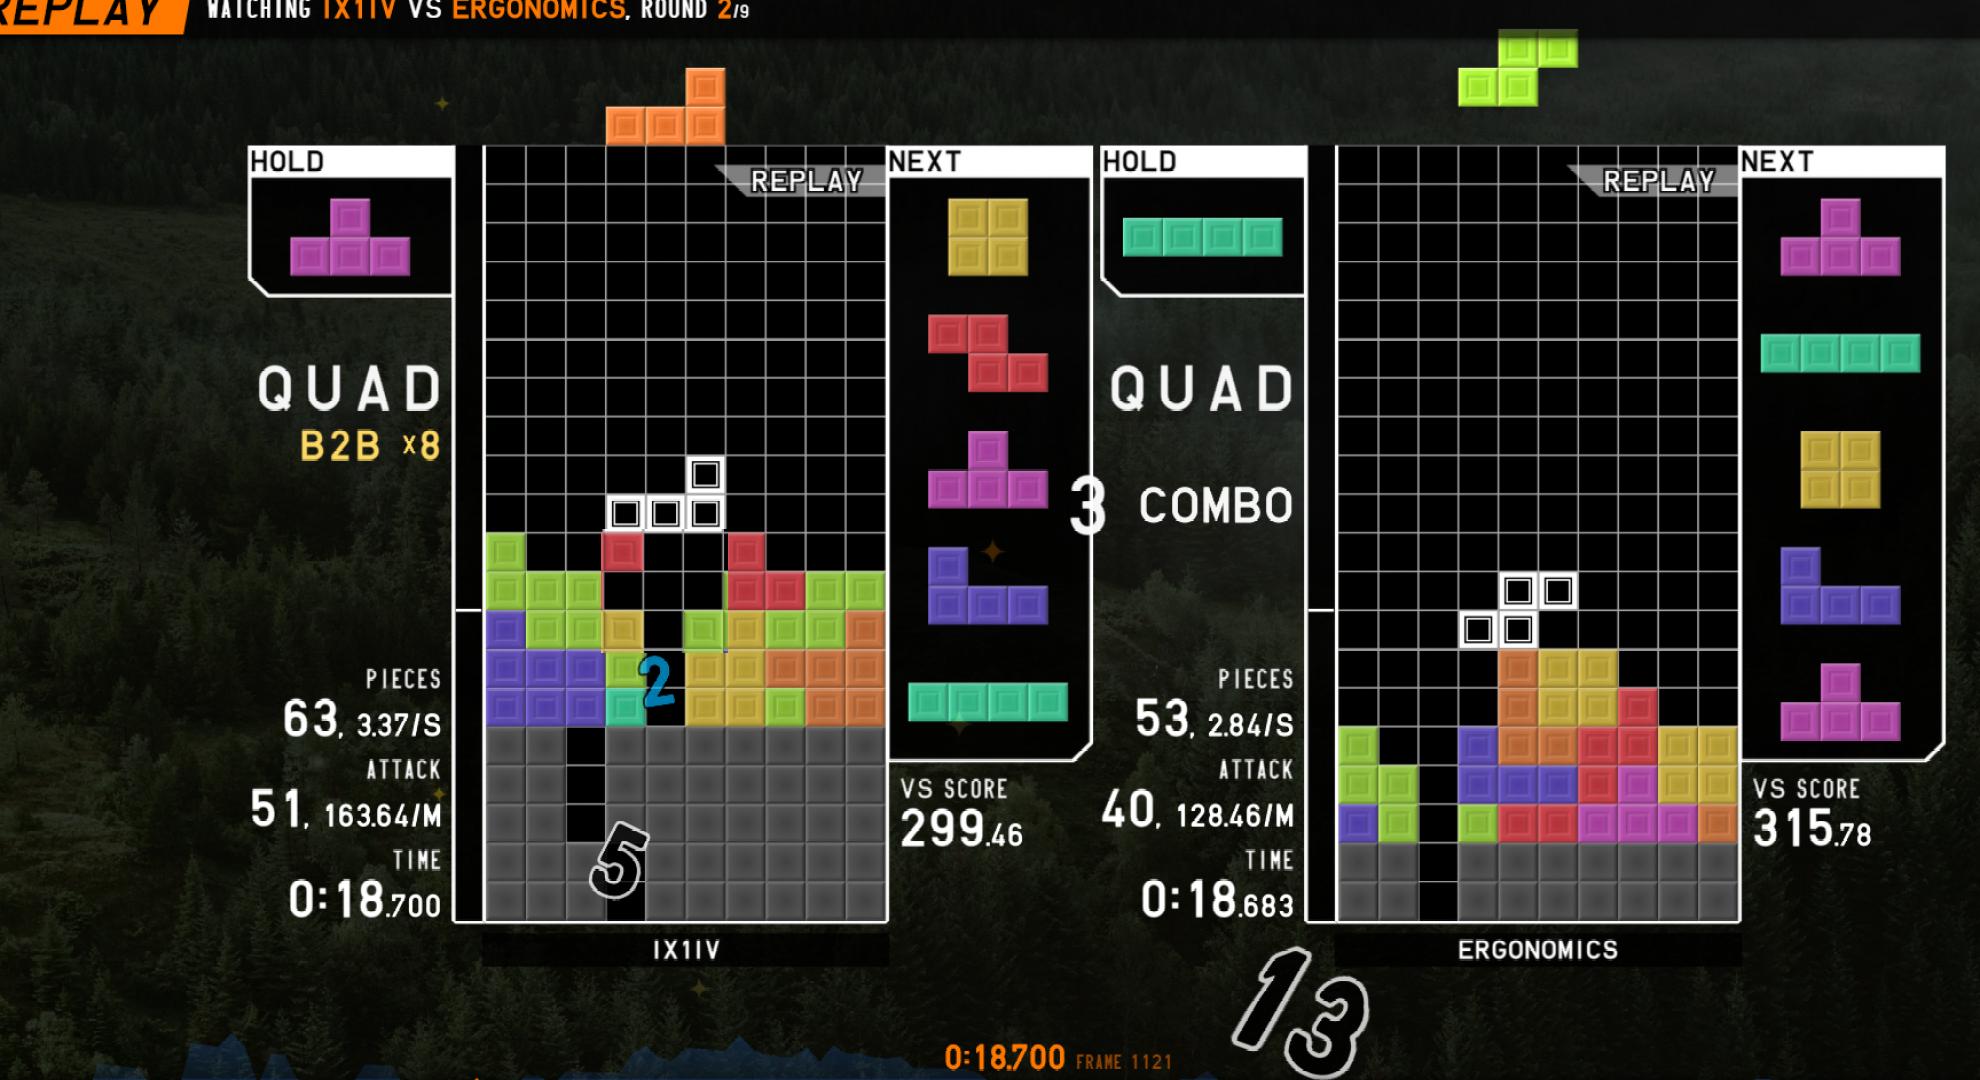 REPLAY
WATCHING 1X1IV VS ERGONOMICS, ROUND 2/9
HOLD
REPLAY
NEXT
HOLD
REPLAY
NEXT
QUAD
B2B ×8
QUAD
3 COMBO
2
PIECES
63, 3.37/S
ATTACK
51, 163.64/M
TIME
0:18.700
5
VS SCORE
299.46
PIECES
53, 2.84/S
ATTACK
40, 128.46/M
TIME
0:18.683
VS SCORE
315.78
1X1IV
ERGONOMICS
13
0:18.700 FRAME 1121